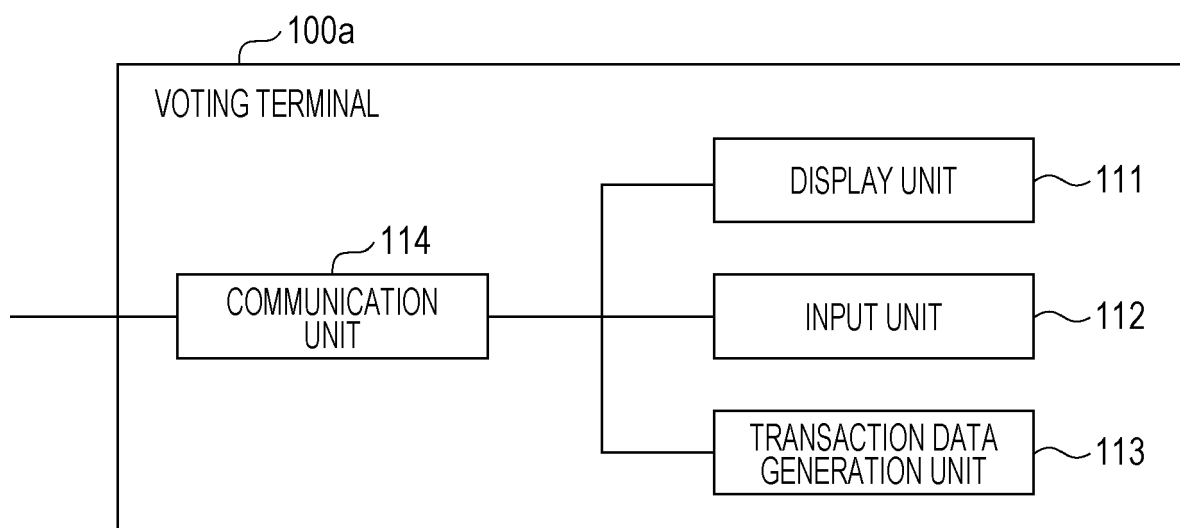 100a
VOTING TERMINAL
DISPLAY UNIT
111
114
COMMUNICATION
UNIT
INPUT UNIT
112
TRANSACTION DATA
GENERATION UNIT
113